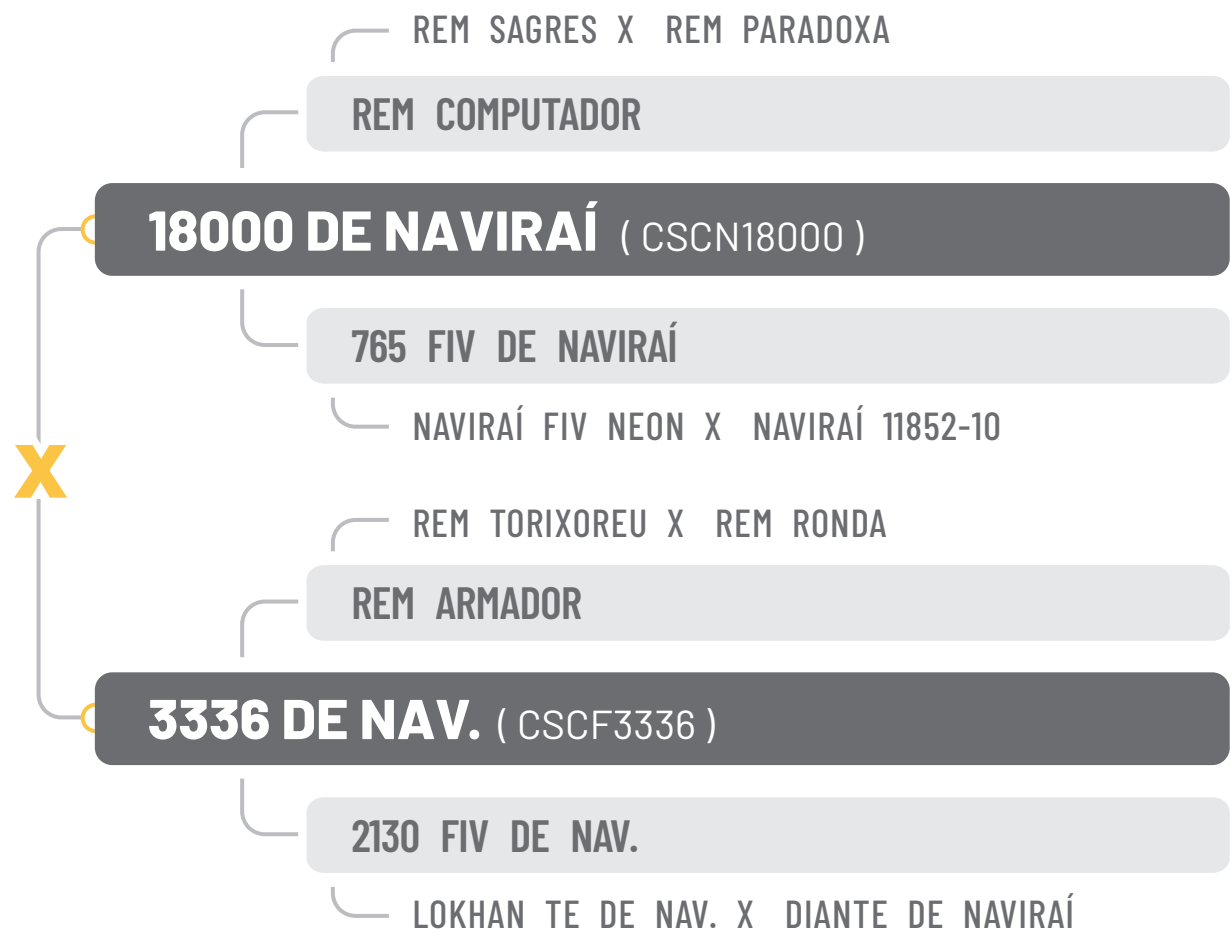 REM SAGRES X REM PARADOXA
REM COMPUTADOR
18000 DE NAVIRAÍ ( CSCN18000 )
765 FIV DE NAVIRAÍ
NAVIRAÍ FIV NEON X NAVIRAÍ 11852-10
X
REM TORIXOREU X REM RONDA
REM ARMADOR
3336 DE NAV. ( CSCF3336 )
2130 FIV DE NAV.
LOKHAN TE DE NAV. X DIANTE DE NAVIRAÍ